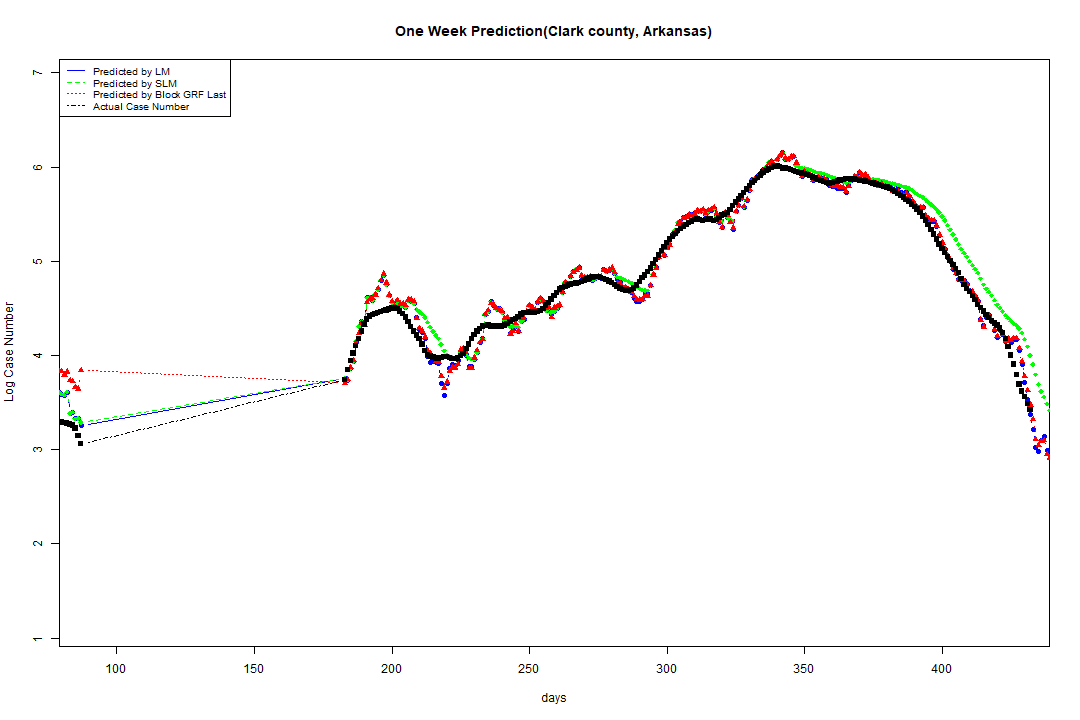 One Week Prediction(Clark county, Arkansas)
Predicted by LM
Predicted by SLM
Predicted by Block GRF Last
Actual Case Number
Log Case Number
7
6
5
4
3
2
1
100 150 200 250 300 350 400
days